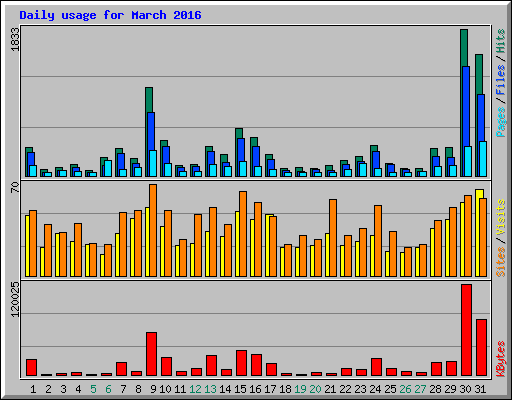 Daily usage for March 2016
1833
Pages / Files / Hits
70
Sites / Visits
120025
KBytes
1 2 3 4 5 6 7 8 9 10 11 12 13 14 15 16 17 18 19 20 21 22 23 24 25 26 27 28 29 30 31